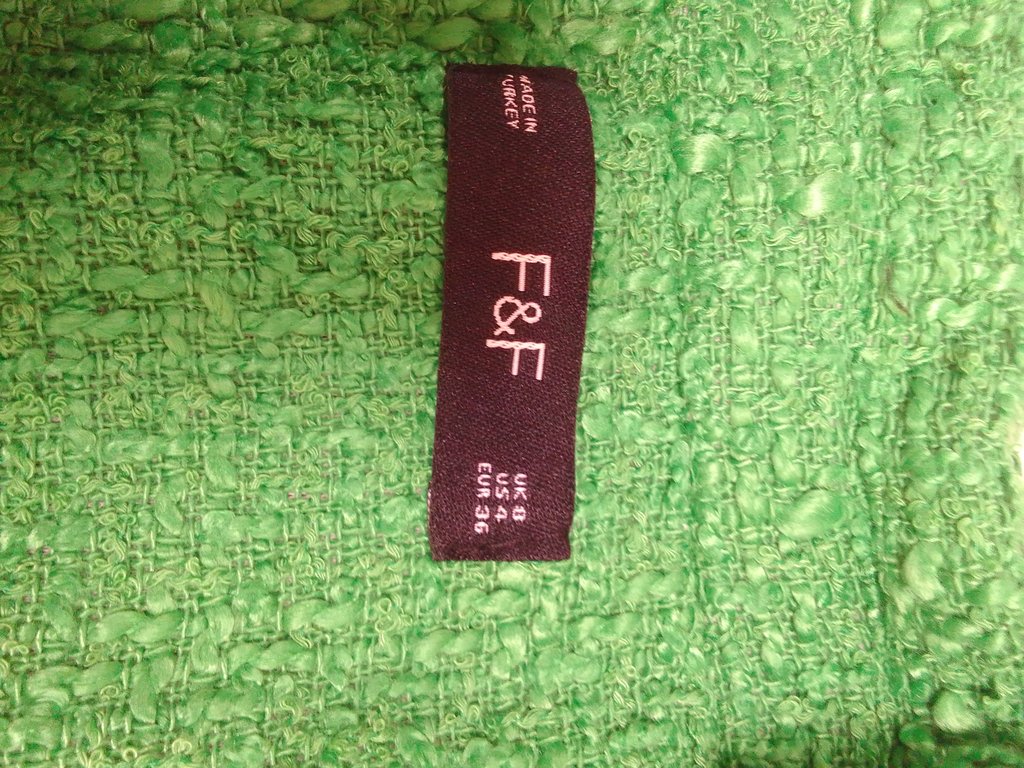 MADE IN
TURKEY
F&F
UK 8
US 4
EUR 36